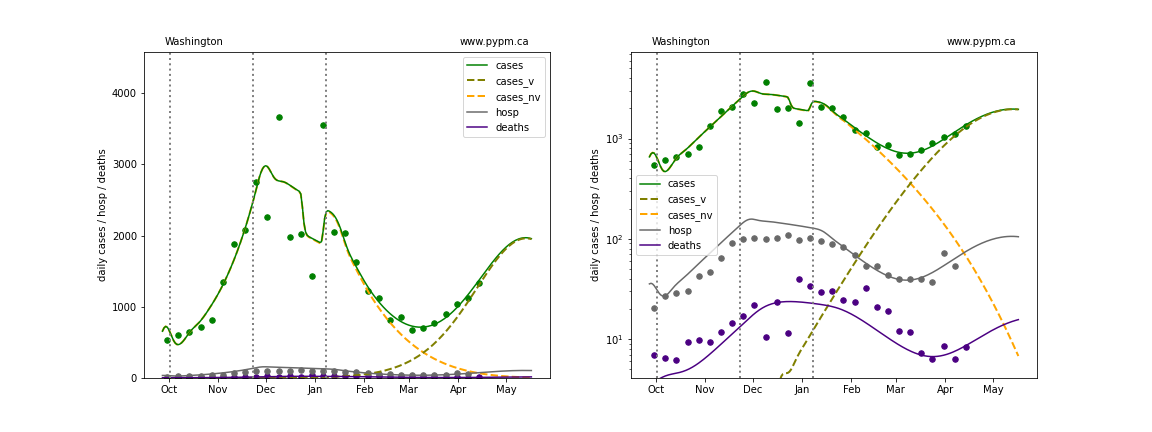 Washington www.pypm.ca
daily cases / hosp / deaths
4000
3000
2000
1000
0
cases
cases_v
cases_nv
hosp
deaths
Oct Nov Dec Jan Feb Mar Apr May
Washington www.pypm.ca
daily cases / hosp / deaths
10³
10²
10¹
cases
cases_v
cases_nv
hosp
deaths
Oct Nov Dec Jan Feb Mar Apr May